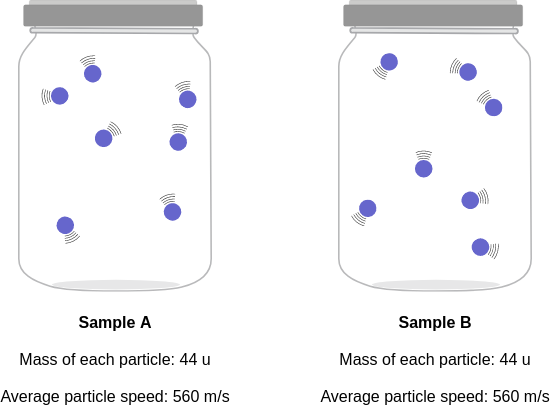 Sample A
Mass of each particle: 44 u
Average particle speed: 560 m/s
Sample B
Mass of each particle: 44 u
Average particle speed: 560 m/s